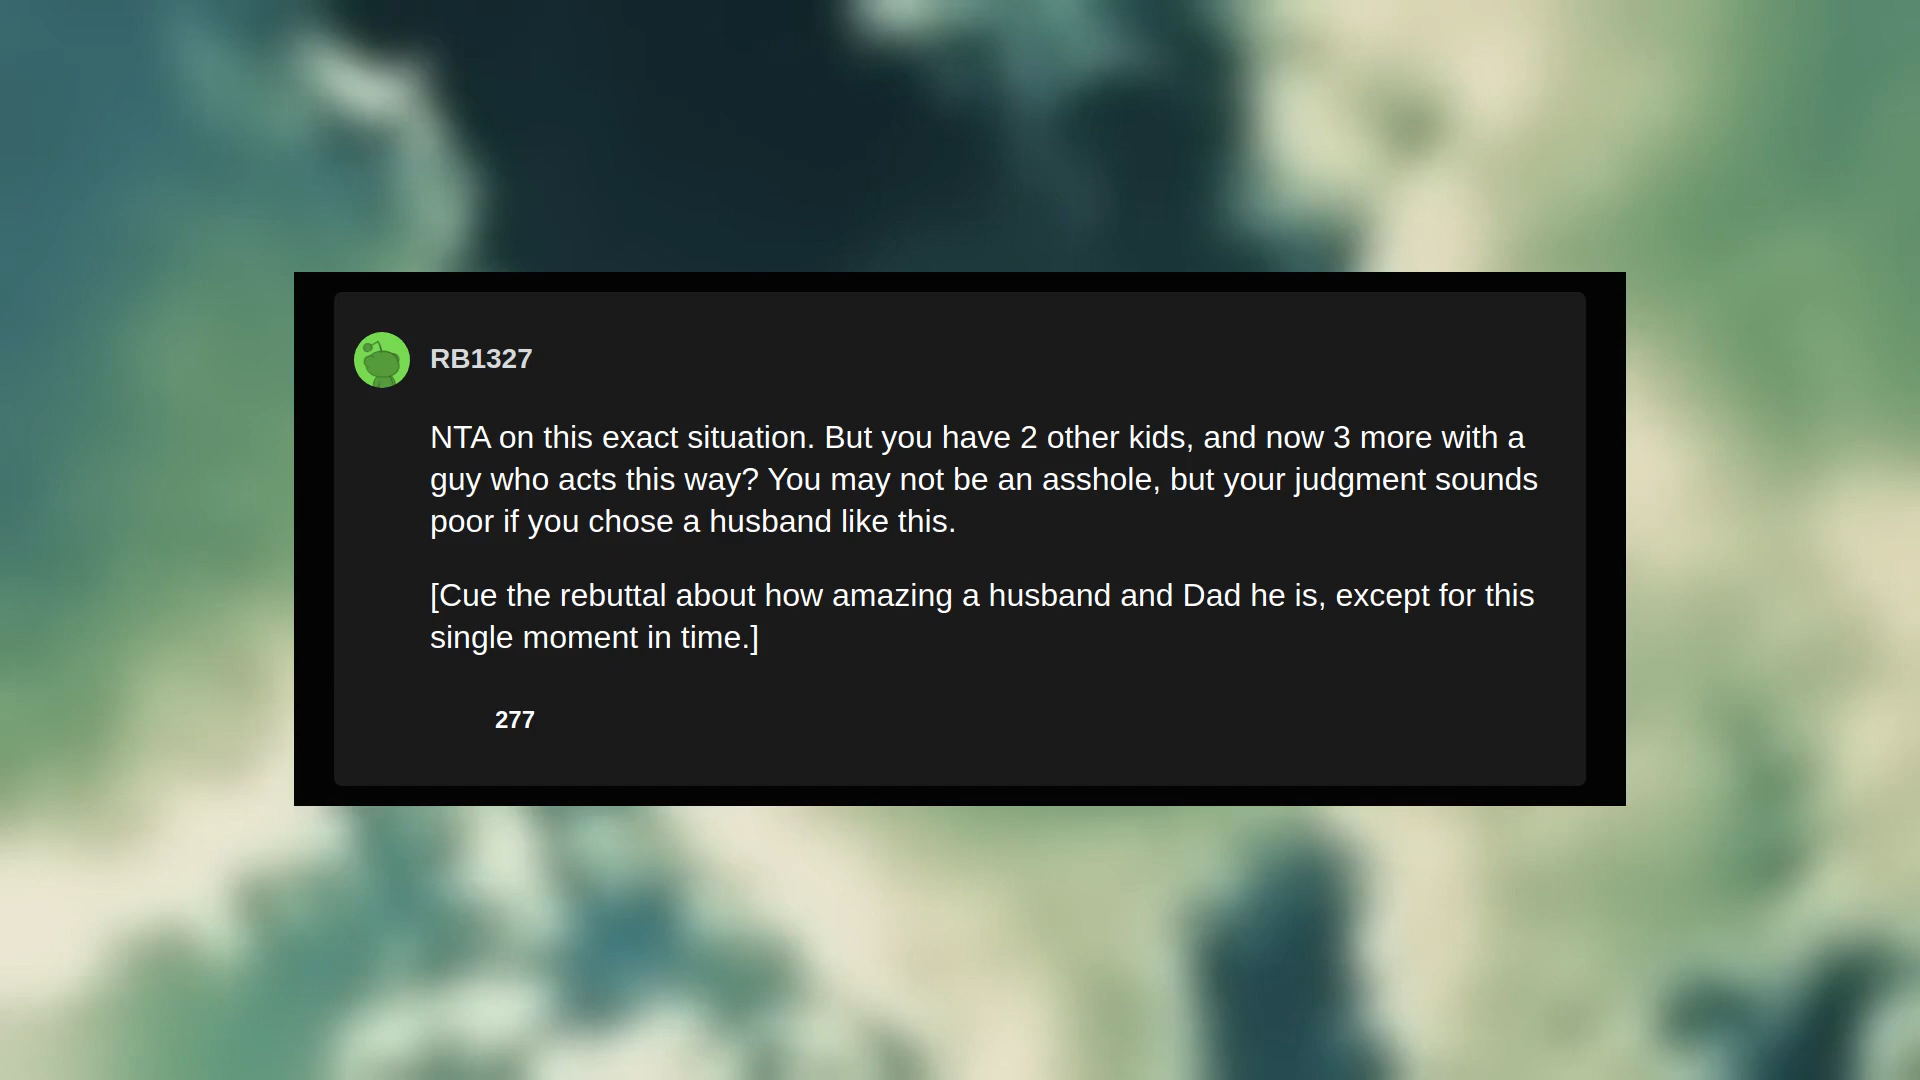 RB1327
NTA on this exact situation. But you have 2 other kids, and now 3 more with a
guy who acts this way? You may not be an asshole, but your judgment sounds
poor if you chose a husband like this.
[Cue the rebuttal about how amazing a husband and Dad he is, except for this
single moment in time.]
277